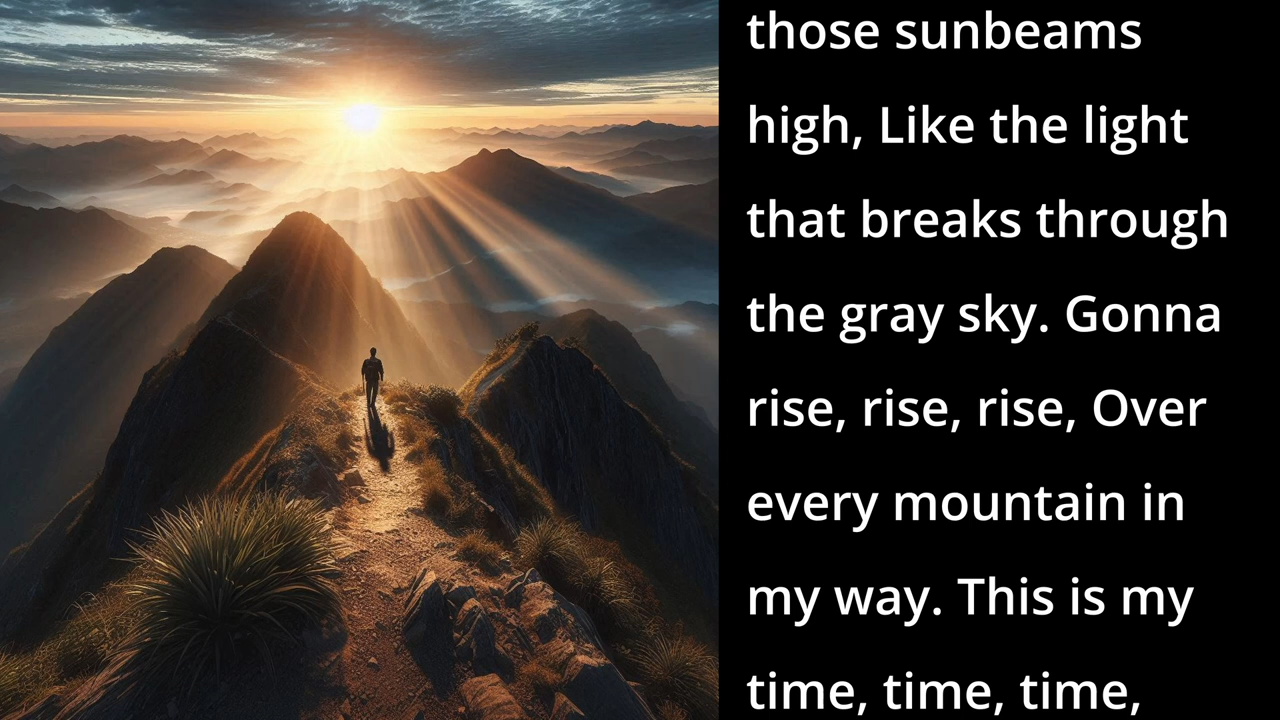 those sunbeams
high, Like the light
that breaks through
the gray sky. Gonna
rise, rise, rise, Over
every mountain in
my way. This is my
time, time, time,